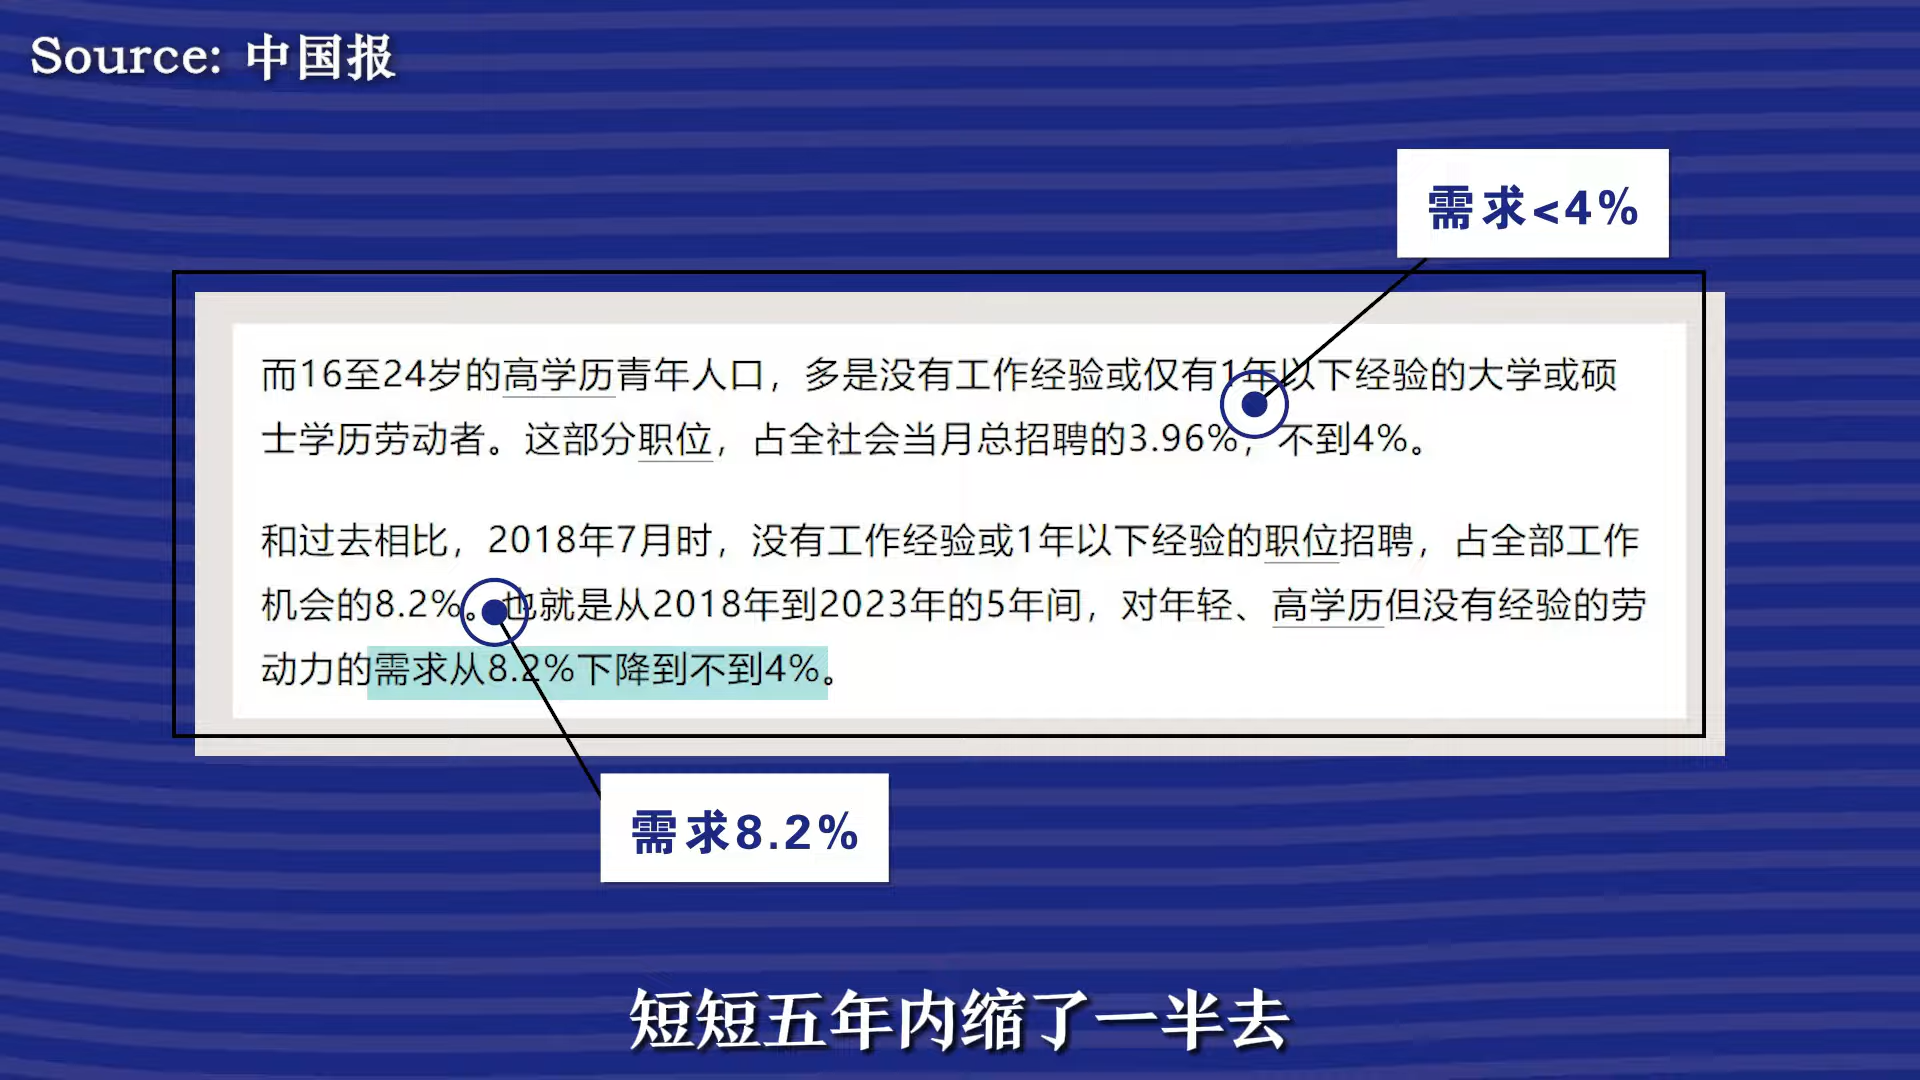 Source: 中国报
需求<4%
而16至24岁的高学历青年人口，多是没有工作经验或仅有1年以下经验的大学或硕
士学历劳动者。这部分职位，占全社会当月总招聘的3.96%，不到4%。
和过去相比，2018年7月时，没有工作经验或1年以下经验的职位招聘，占全部工作
机会的8.2%。也就是从2018年到2023年的5年间，对年轻、高学历但没有经验的劳
动力的需求从8.2%下降到不到4%。
需求8.2%
短短五年内缩了一半去